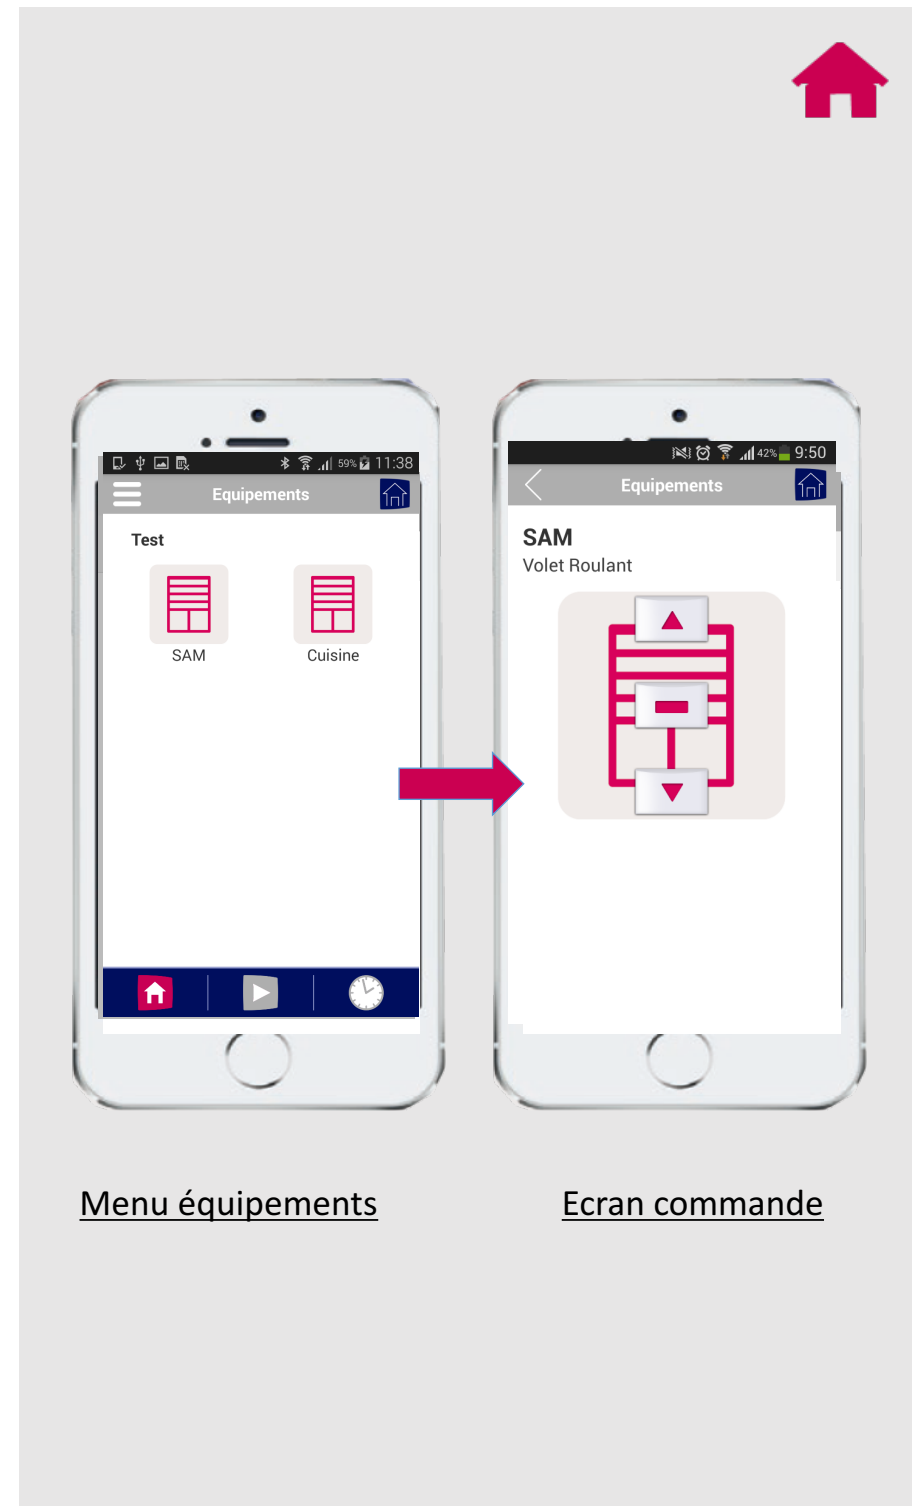 59% 11:38
Equipements
Test
SAM
Cuisine
42% 9:50
Equipements
SAM
Volet Roulant
Menu équipements
Ecran commande